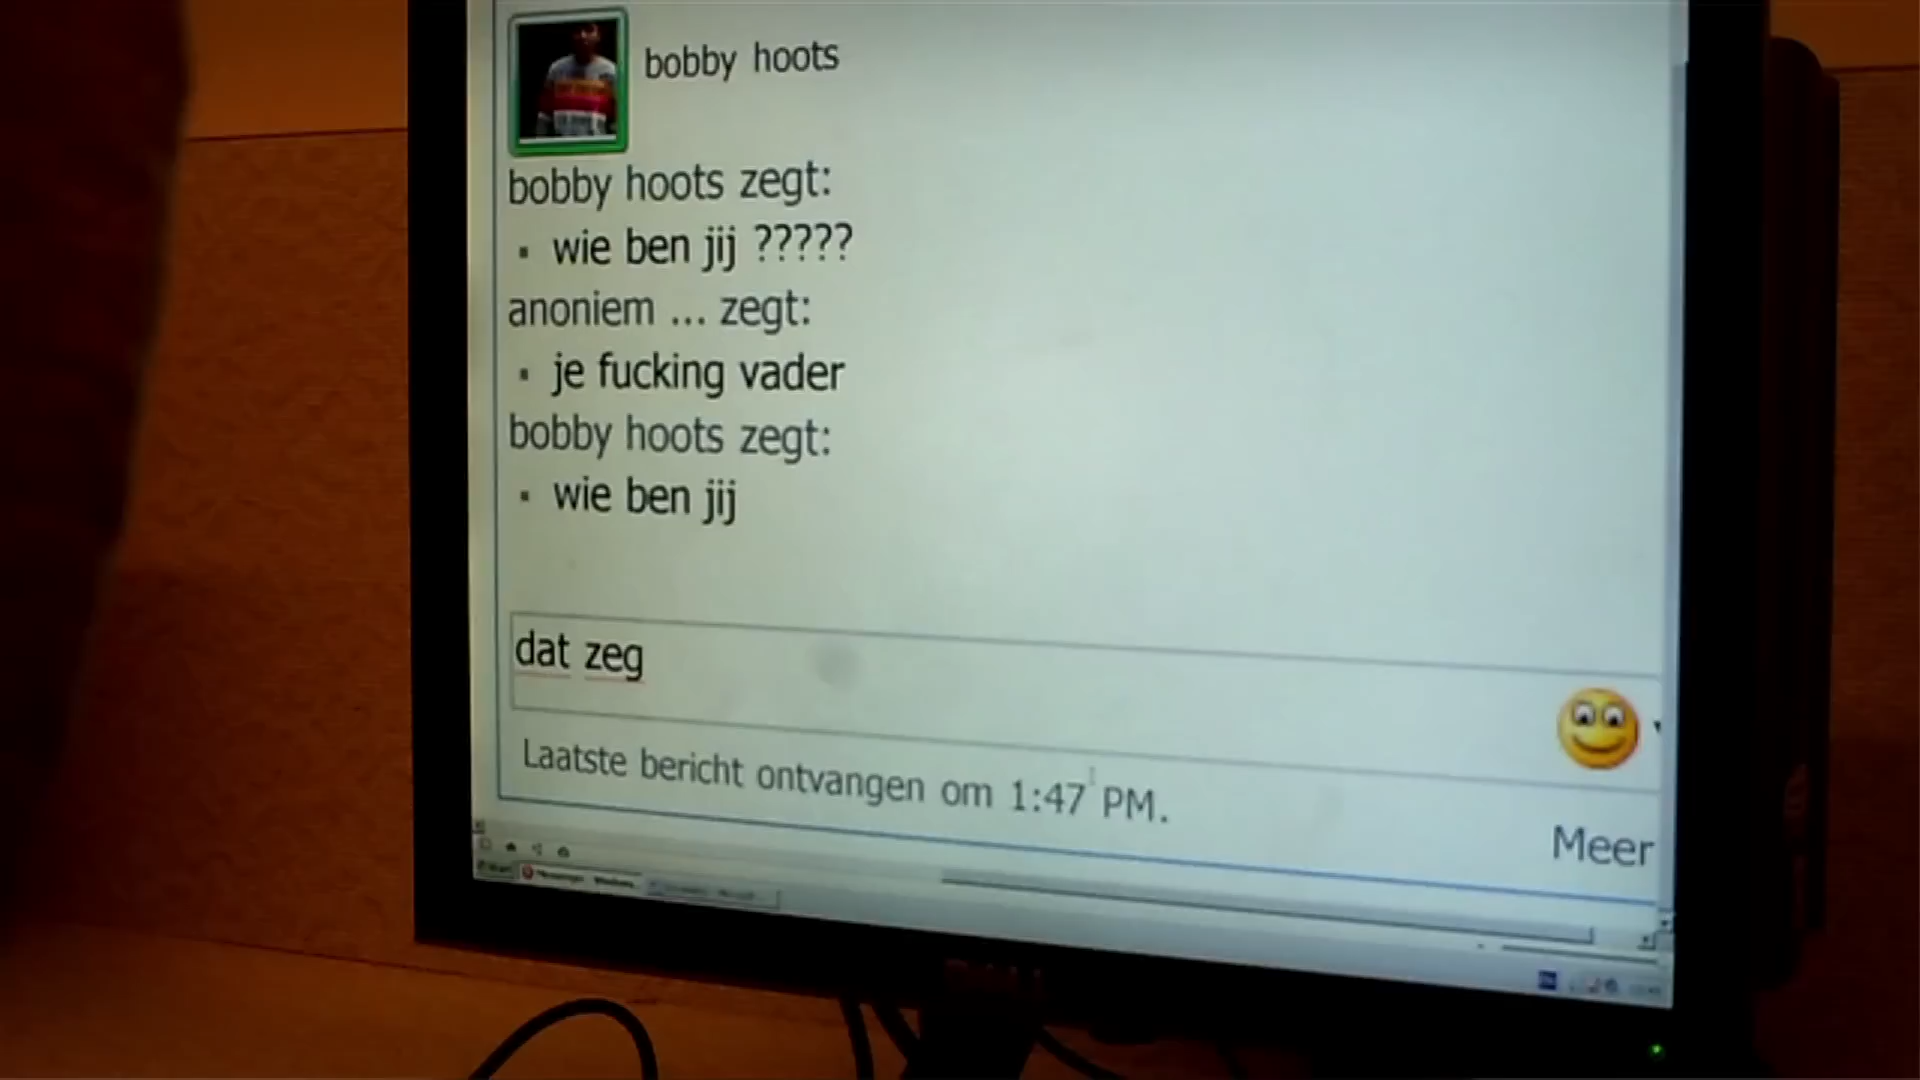 bobby hoots
bobby hoots zegt:
▪ wie ben jij ?????
anoniem ... zegt:
▪ je fucking vader
bobby hoots zegt:
▪ wie ben jij
dat zeg
Laatste bericht ontvangen om 1:47 PM.
Meer